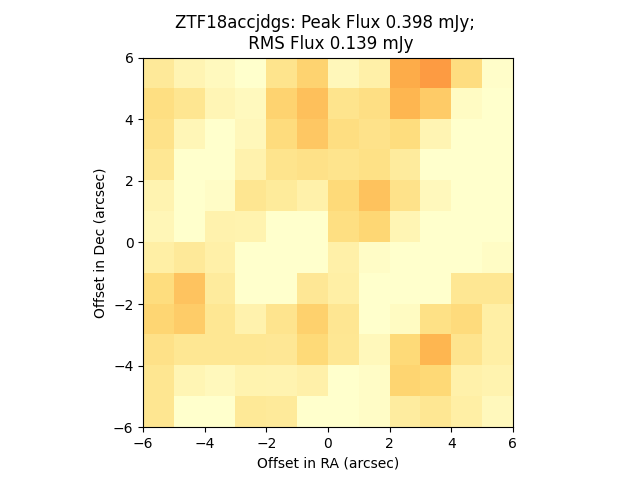 ZTF18accjdgs: Peak Flux 0.398 mJy;
RMS Flux 0.139 mJy
6
4
2
0
−2
−4
−6
Offset in Dec (arcsec)
−6 −4 −2 0 2 4 6
Offset in RA (arcsec)